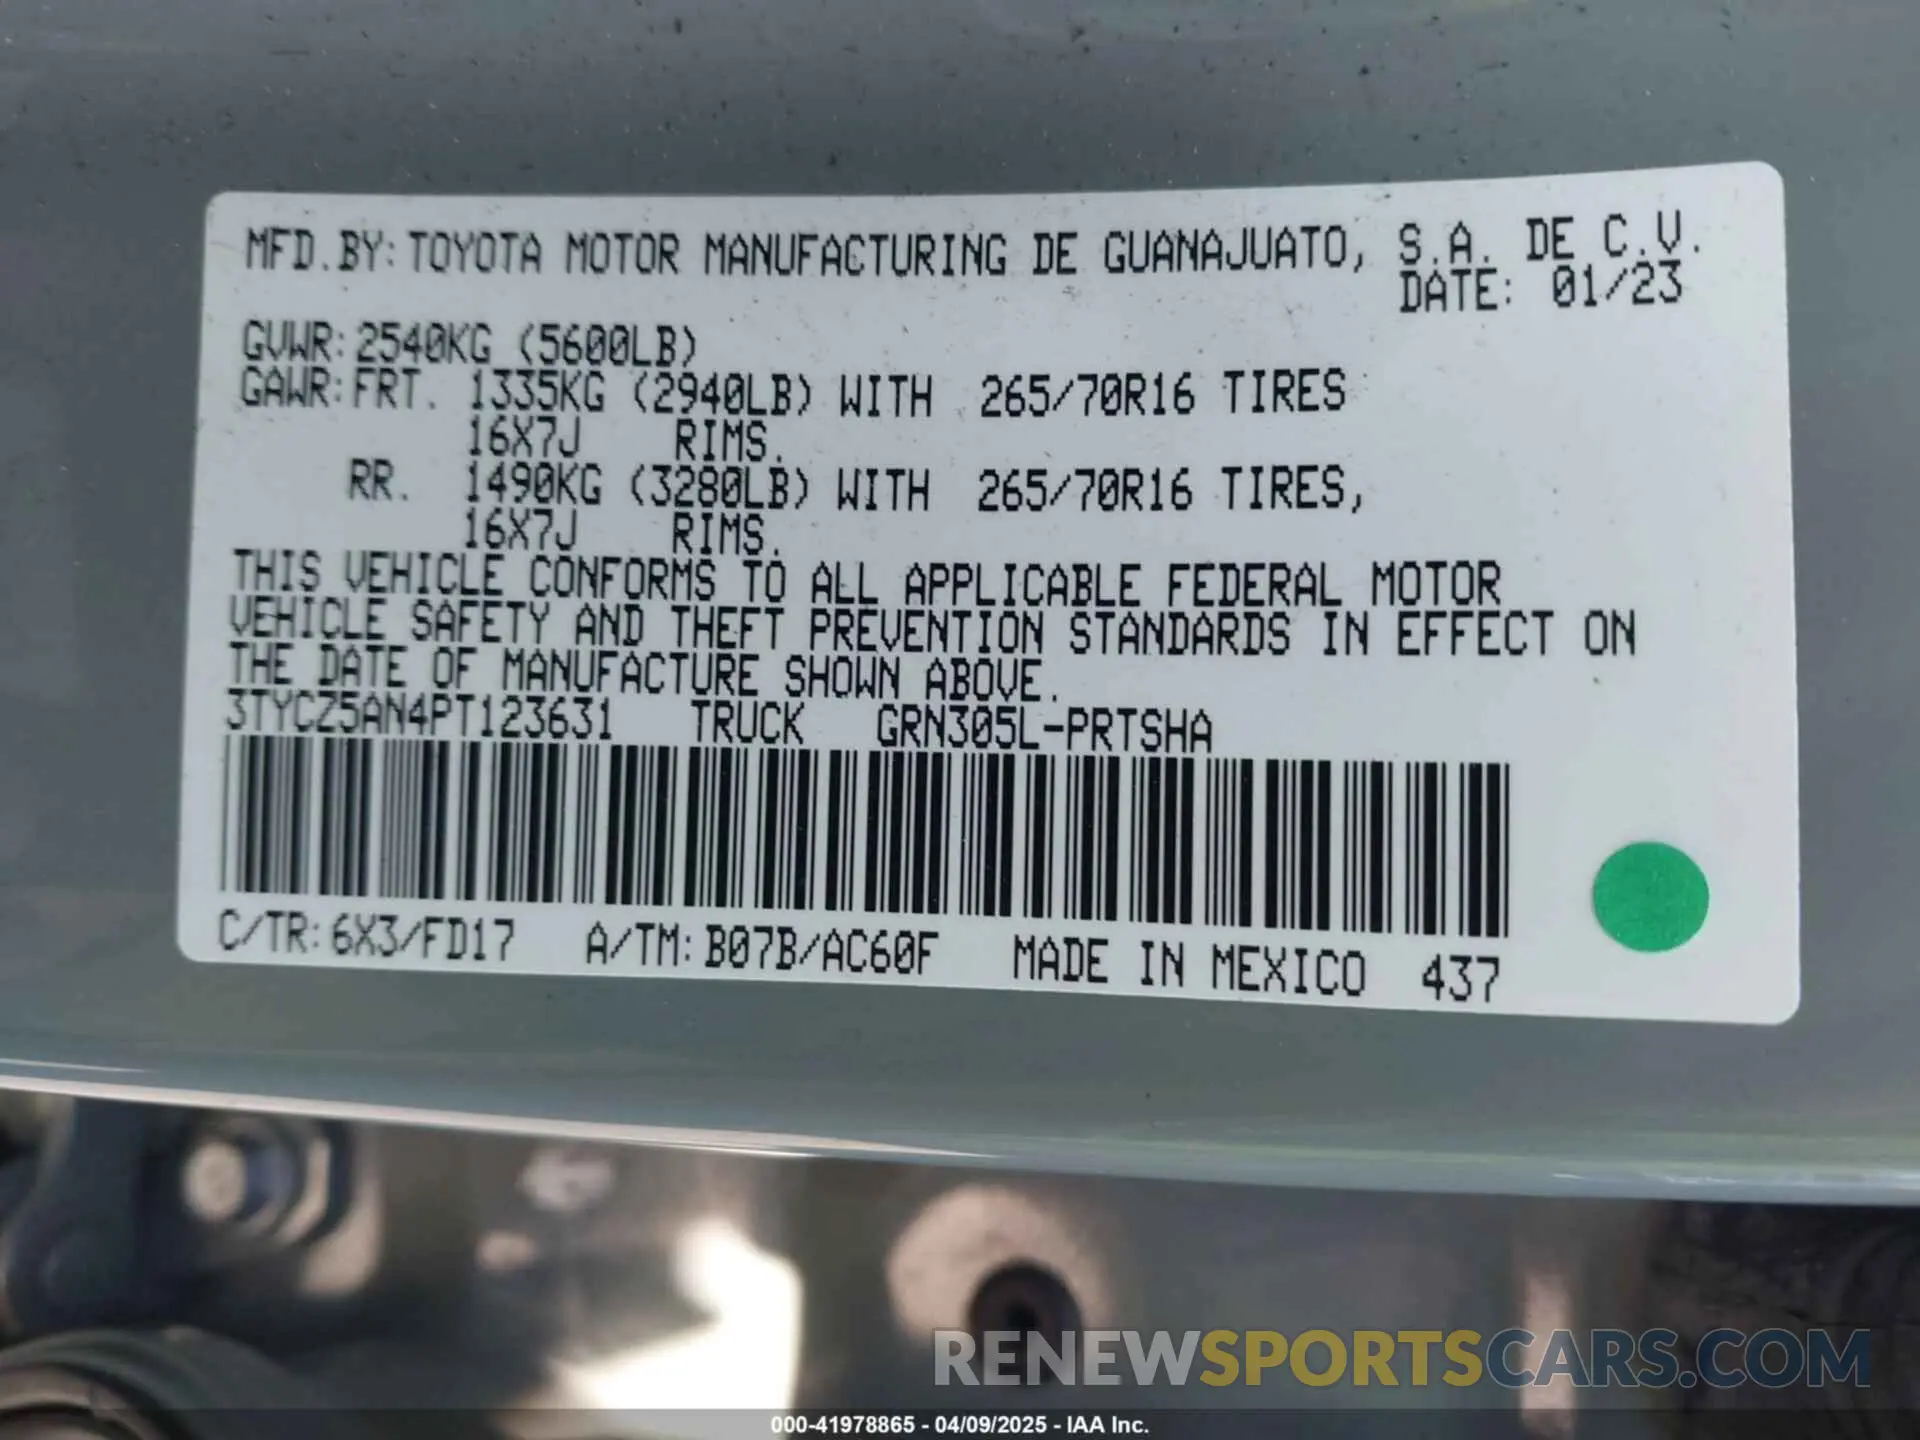 MFD.BY: TOYOTA MOTOR MANUFACTURING DE GUANAJUATO, S.A. DE C.V.
DATE: 01/23
GVWR: 2540KG (5600LB)
GAWR: FRT. 1335KG (2940LB) WITH 265/70R16 TIRES
16X7J RIMS.
RR. 1490KG (3280LB) WITH 265/70R16 TIRES,
16X7J RIMS.
THIS VEHICLE CONFORMS TO ALL APPLICABLE FEDERAL MOTOR
VEHICLE SAFETY AND THEFT PREVENTION STANDARDS IN EFFECT ON
THE DATE OF MANUFACTURE SHOWN ABOVE.
3TYCZ5AN4PT123631 TRUCK GRN305L-PRTSHA
C/TR: 6X3/FD17 A/TM: B07B/AC60F MADE IN MEXICO 437
RENEWSPORTSCARS.COM
000-41978865 - 04/09/2025 - IAA Inc.